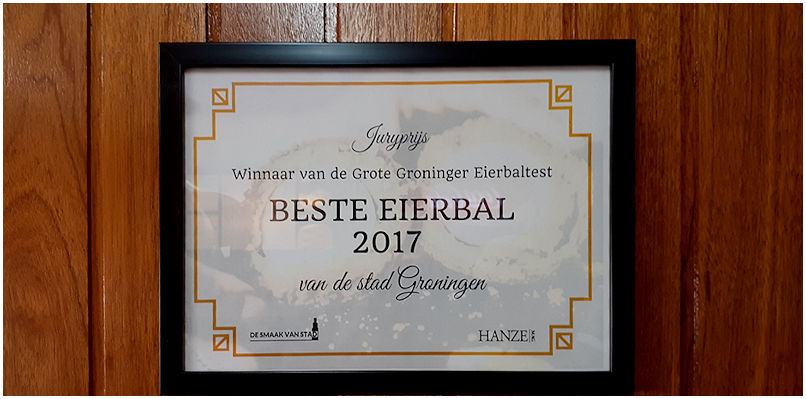 Juryprijs
Winnaar van de Grote Groninger Eierbaltest
BESTE EIERBAL
2017
van de stad Groningen
DE SMAAK VAN STAD
HANZE